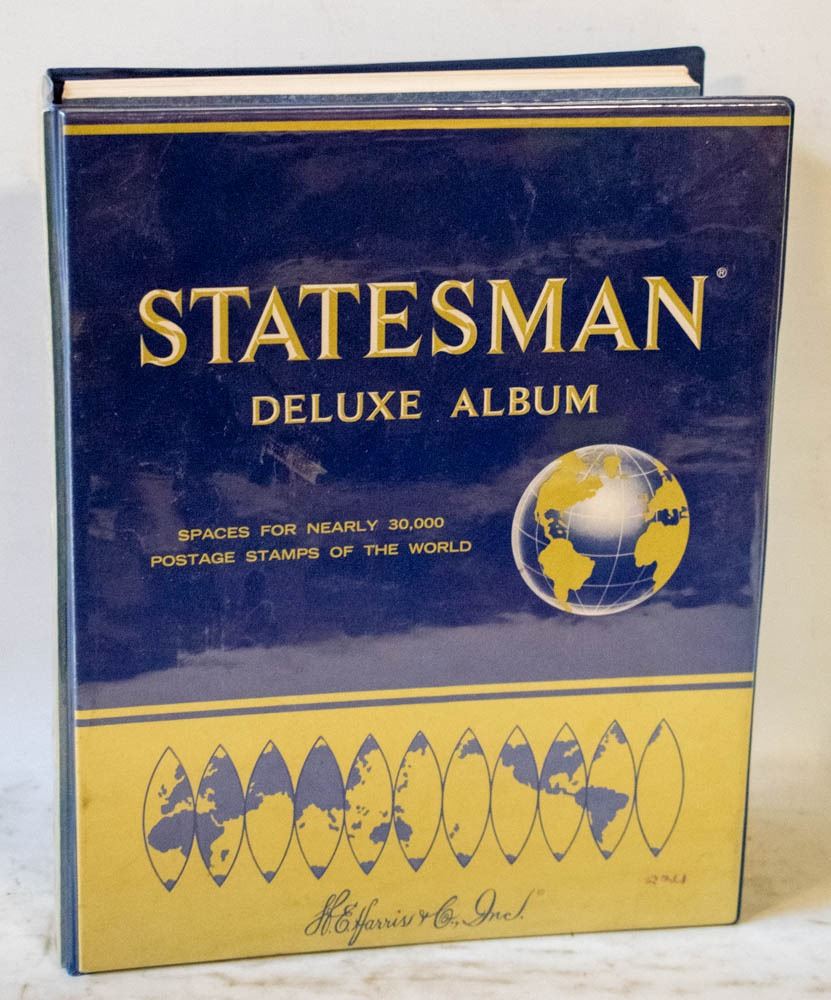 STATESMAN®
DELUXE ALBUM
SPACES FOR NEARLY 30,000
POSTAGE STAMPS OF THE WORLD
H.E. Harris & Co., Inc.®